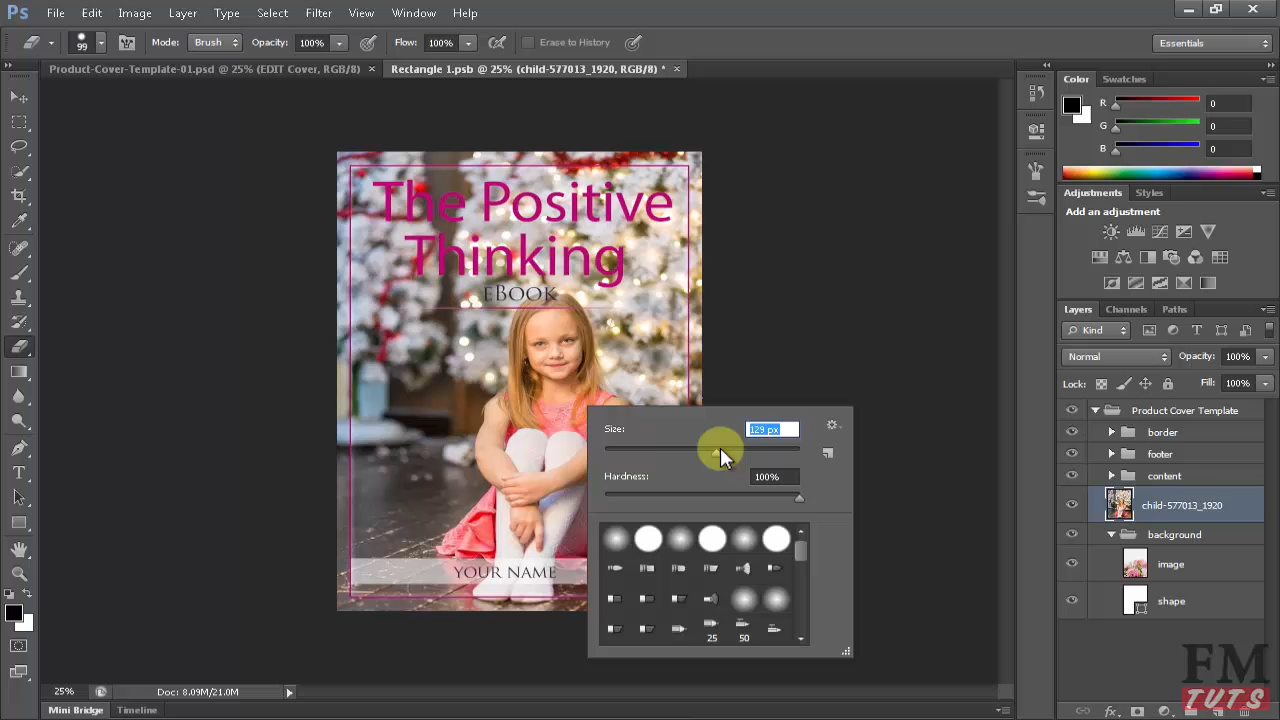 Ps File Edit Image Layer Type Select Filter View Window Help
99 Mode: Brush Opacity: 100% Flow: 100% Erase to History Essentials
Product-Cover-Template-01.psd @ 25% (EDIT Cover, RGB/8) × Rectangle 1.psb @ 25% (child-577013_1920, RGB/8) * ×
Color Swatches
R 0
G 0
B 0
Adjustments Styles
Add an adjustment
Layers Channels Paths
Kind
Normal Opacity: 100%
Lock: Fill: 100%
Product Cover Template
border
footer
content
child-577013_1920
background
image
shape
The Positive
Thinking
eBOOK
YOUR NAME
Size: 129 px
Hardness: 100%
25 50
25% Doc: 8.09M/21.0M
Mini Bridge Timeline
FM
TUTS